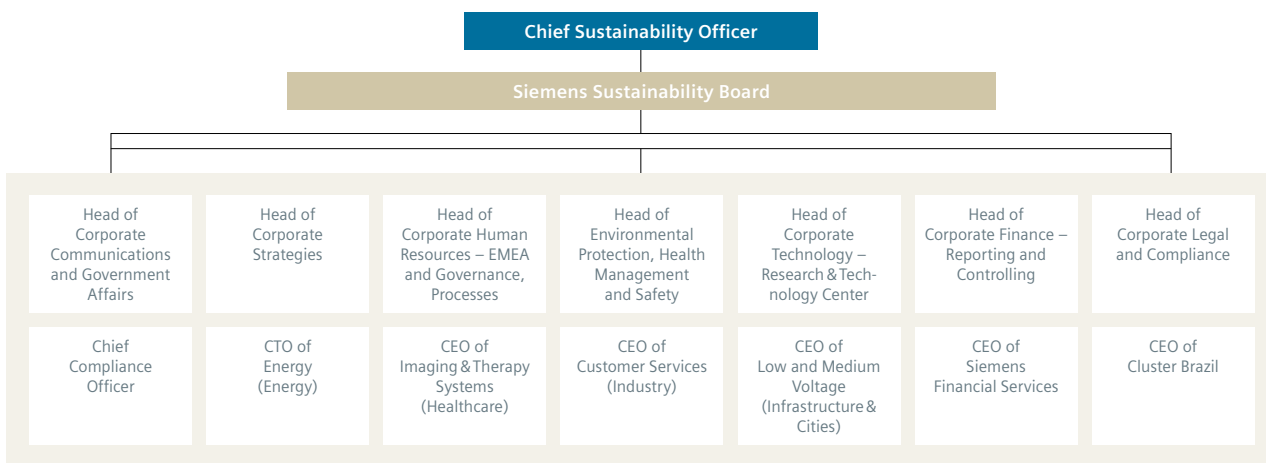 Chief Sustainability Officer
Siemens Sustainability Board
Head of
Corporate
Communications
and Government
Affairs
Head of
Corporate
Strategies
Head of
Corporate Human
Resources – EMEA
and Governance,
Processes
Head of
Environmental
Protection, Health
Management
and Safety
Head of
Corporate
Technology –
Research & Tech-
nology Center
Head of
Corporate Finance –
Reporting and
Controlling
Head of
Corporate Legal
and Compliance
Chief
Compliance
Officer
CTO of
Energy
(Energy)
CEO of
Imaging & Therapy
Systems
(Healthcare)
CEO of
Customer Services
(Industry)
CEO of
Low and Medium
Voltage
(Infrastructure &
Cities)
CEO of
Siemens
Financial Services
CEO of
Cluster Brazil